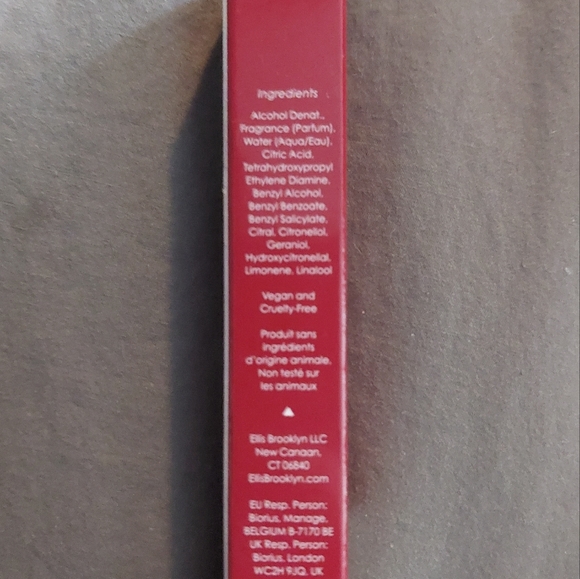 Ingredients
Alcohol Denat.,
Fragrance (Parfum),
Water (Aqua/Eau),
Citric Acid,
Tetrahydroxypropyl
Ethylene Diamine,
Benzyl Alcohol,
Benzyl Benzoate,
Benzyl Salicylate,
Citral, Citronellol,
Geraniol,
Hydroxycitronellal,
Limonene, Linalool
Vegan and
Cruelty-Free
Produit sans
ingrédients
d'origine animale.
Non testé sur
les animaux
Ellis Brooklyn LLC
New Canaan,
CT 06840
EllisBrooklyn.com
EU Resp. Person:
Biorius, Manage,
BELGIUM B-7170 BE
UK Resp. Person:
Biorius, London
WC2H 9JQ, UK